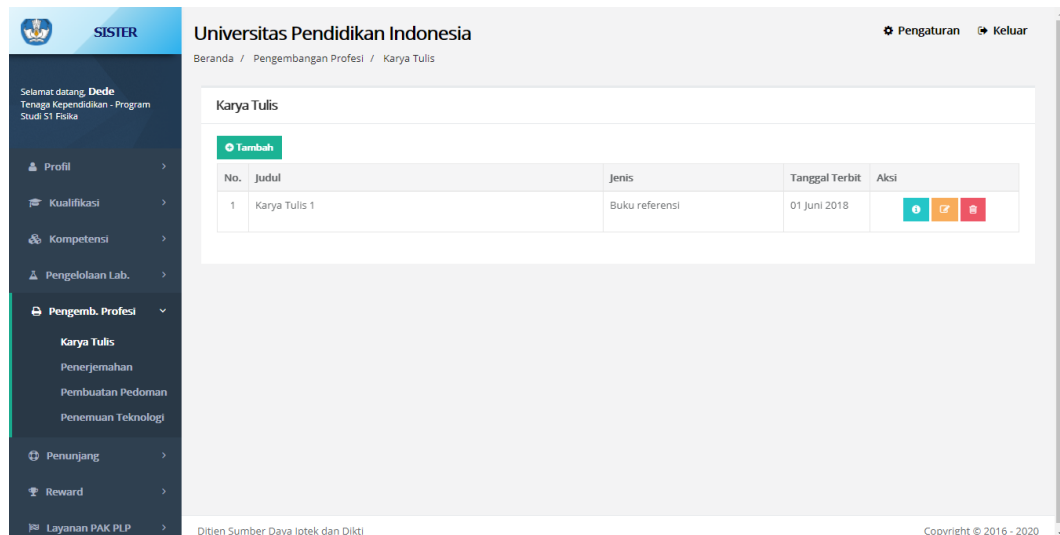 SISTER
Universitas Pendidikan Indonesia
Pengaturan
Keluar
Beranda / Pengembangan Profesi / Karya Tulis
Selamat datang, Dede
Tenaga Kependidikan - Program
Studi S1 Fisika
Profil
Kualifikasi
Kompetensi
Pengelolaan Lab.
Pengemb. Profesi
Karya Tulis
Penerjemahan
Pembuatan Pedoman
Penemuan Teknologi
Penunjang
Reward
Layanan PAK PLP
Karya Tulis
Tambah
No. Judul Jenis Tanggal Terbit Aksi
1 Karya Tulis 1 Buku referensi 01 Juni 2018
Ditjen Sumber Daya Iptek dan Dikti
Copyright © 2016 - 2020